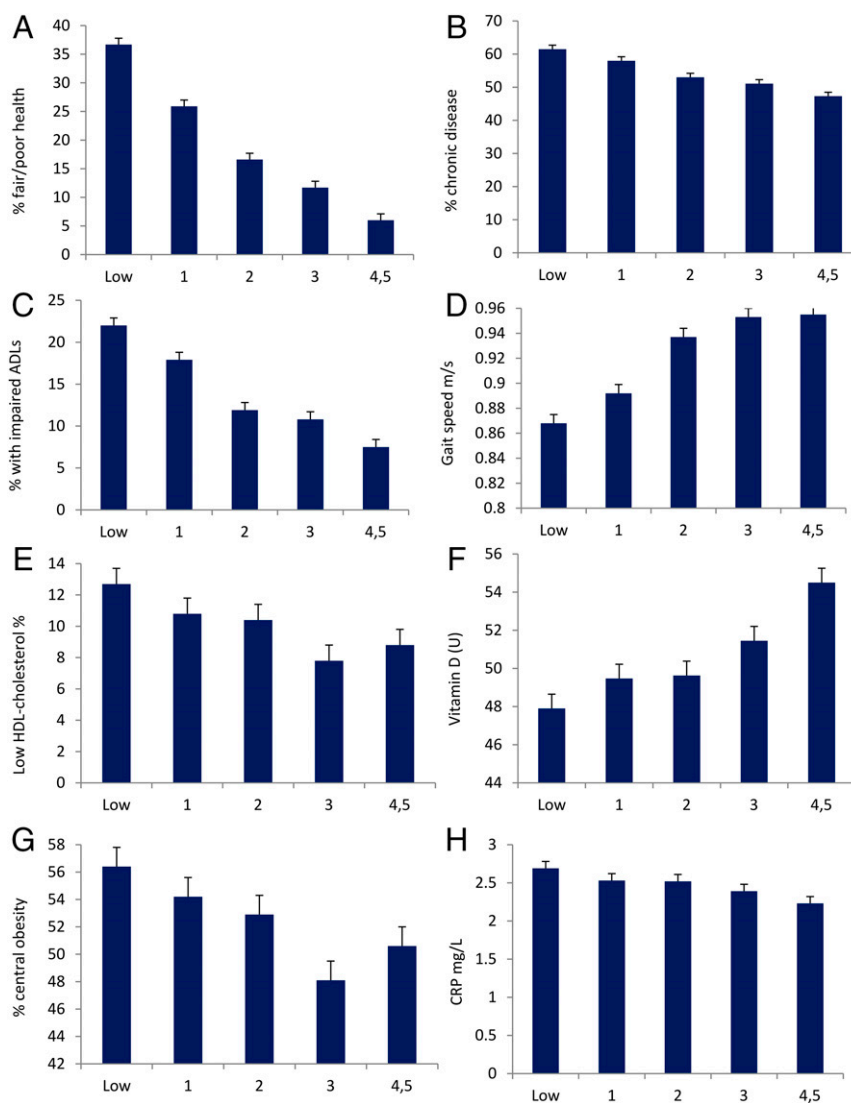 A
% fair/poor health
40
35
30
25
20
15
10
5
0
Low 1 2 3 4,5
B
% chronic disease
70
60
50
40
30
20
10
0
Low 1 2 3 4,5
C
% with impaired ADLs
25
20
15
10
5
0
Low 1 2 3 4,5
D
Gait speed m/s
0.96
0.94
0.92
0.9
0.88
0.86
0.84
0.82
0.8
Low 1 2 3 4,5
E
Low HDL-cholesterol %
14
12
10
8
6
4
2
0
Low 1 2 3 4,5
F
Vitamin D (U)
56
54
52
50
48
46
44
Low 1 2 3 4,5
G
% central obesity
58
56
54
52
50
48
46
44
42
Low 1 2 3 4,5
H
CRP mg/L
3
2.5
2
1.5
1
0.5
0
Low 1 2 3 4,5